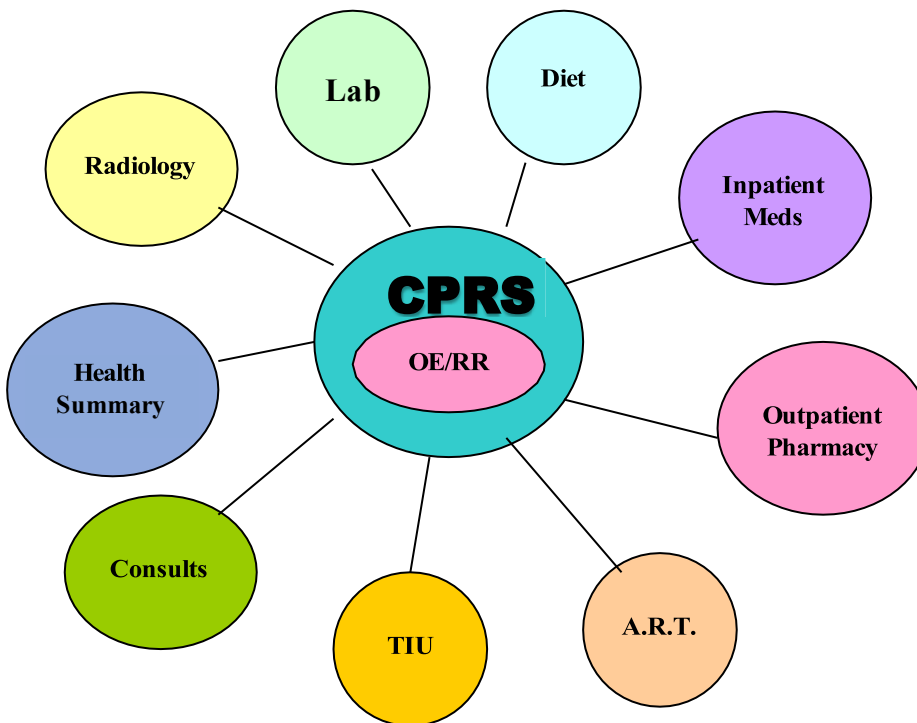 Lab
Diet
Radiology
Inpatient
Meds
CPRS
OE/RR
Health
Summary
Outpatient
Pharmacy
Consults
TIU
A.R.T.